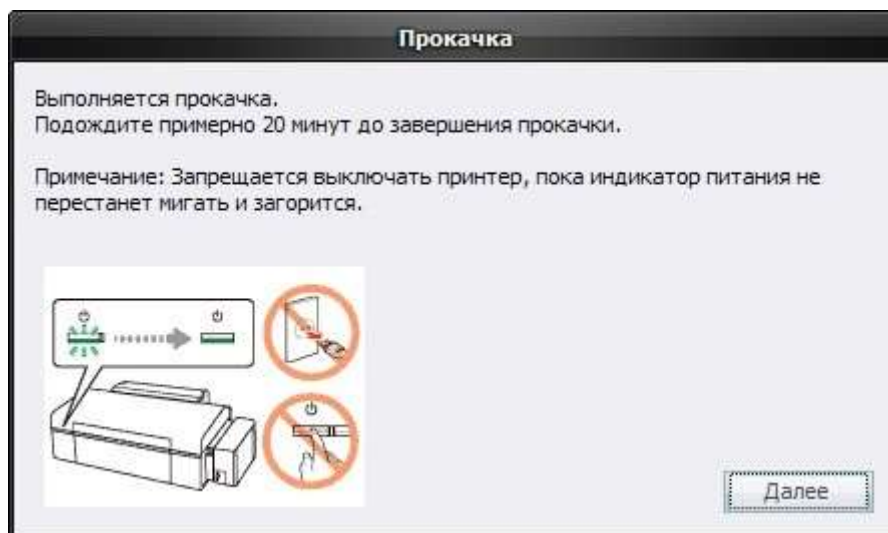 Прокачка
Выполняется прокачка.
Подождите примерно 20 минут до завершения прокачки.
Примечание: Запрещается выключать принтер, пока индикатор питания не
перестанет мигать и загорится.
Далее